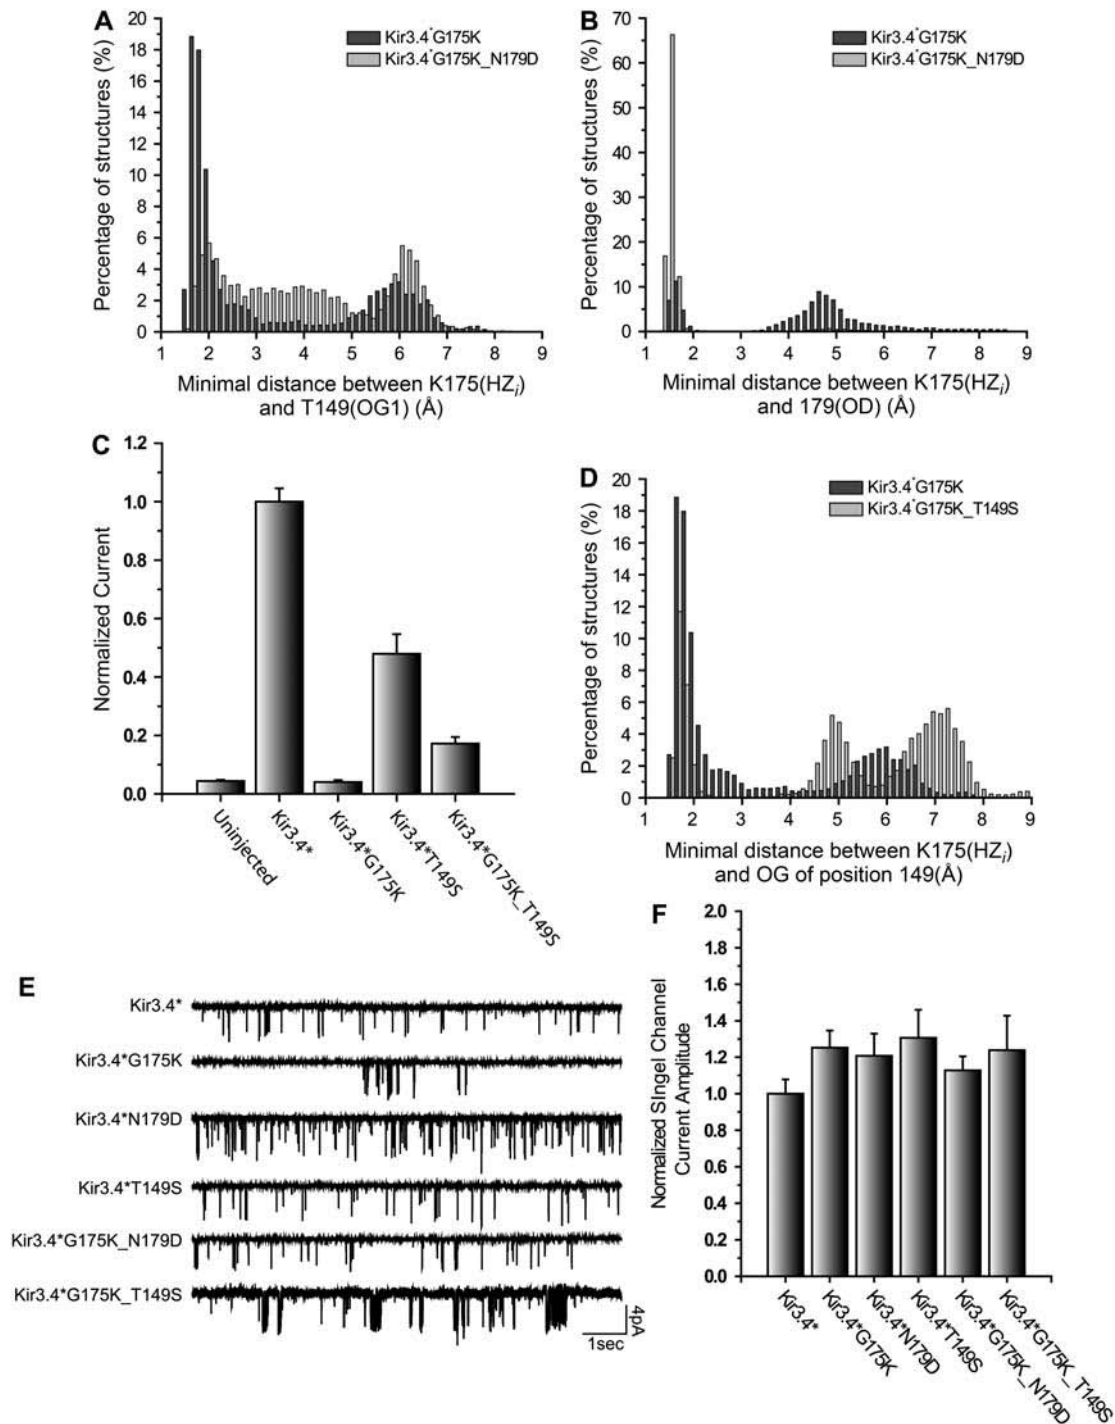 A
Kir3.4*G175K
Kir3.4*G175K_N179D
Percentage of structures (%)
20
18
16
14
12
10
8
6
4
2
0
1 2 3 4 5 6 7 8 9
Minimal distance between K175(HZi)
and T149(OG1) (Å)
B
Kir3.4*G175K
Kir3.4*G175K_N179D
Percentage of structures (%)
70
60
50
40
30
20
10
0
1 2 3 4 5 6 7 8 9
Minimal distance between K175(HZi)
and 179(OD) (Å)
C
Normalized Current
1.2
1.0
0.8
0.6
0.4
0.2
0.0
Uninjected
Kir3.4*
Kir3.4*G175K
Kir3.4*T149S
Kir3.4*G175K_T149S
D
Kir3.4*G175K
Kir3.4*G175K_T149S
Percentage of structures (%)
20
18
16
14
12
10
8
6
4
2
0
1 2 3 4 5 6 7 8 9
Minimal distance between K175(HZi)
and OG of position 149(Å)
E
Kir3.4*
Kir3.4*G175K
Kir3.4*N179D
Kir3.4*T149S
Kir3.4*G175K_N179D
Kir3.4*G175K_T149S
4pA
1sec
F
Normalized SIngel Channel
Current Amplitude
2.0
1.8
1.6
1.4
1.2
1.0
0.8
0.6
0.4
0.2
0.0
Kir3.4*
Kir3.4*G175K
Kir3.4*N179D
Kir3.4*T149S
Kir3.4*G175K_N179D
Kir3.4*G175K_T149S